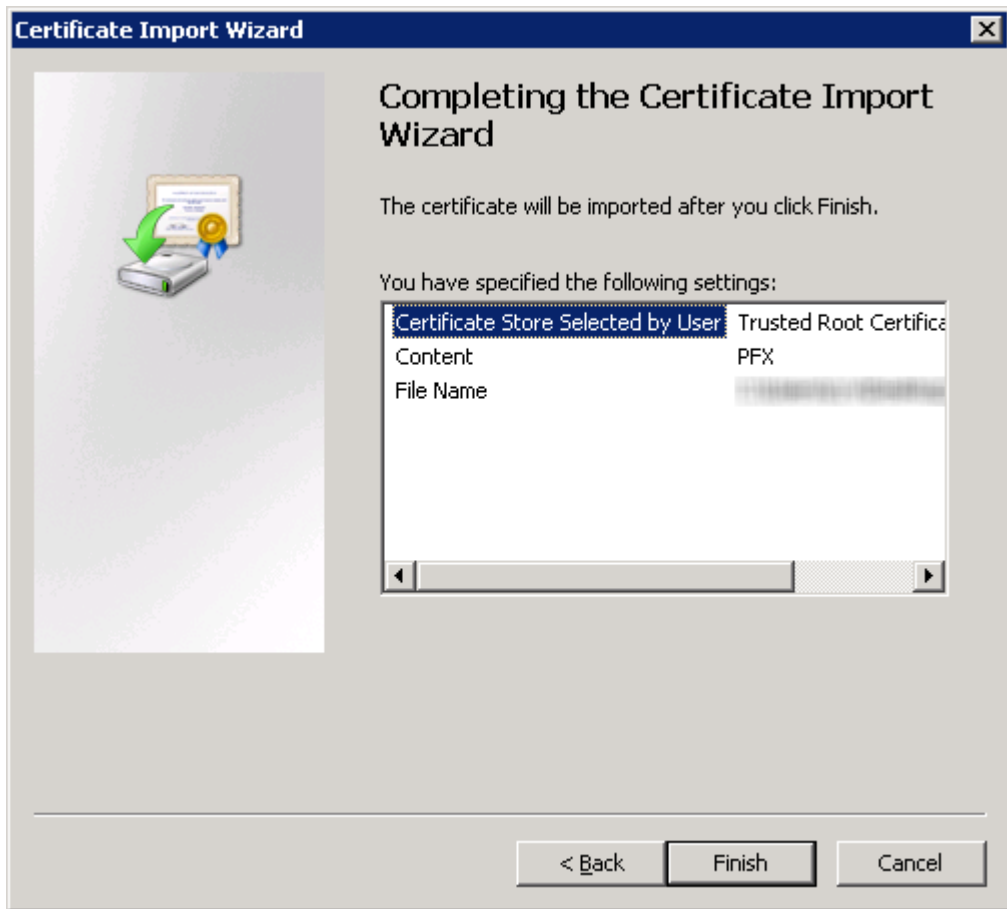 Certificate Import Wizard
Completing the Certificate Import
Wizard
The certificate will be imported after you click Finish.
You have specified the following settings:
Certificate Store Selected by User Trusted Root Certifica
Content PFX
File Name
< Back Finish Cancel